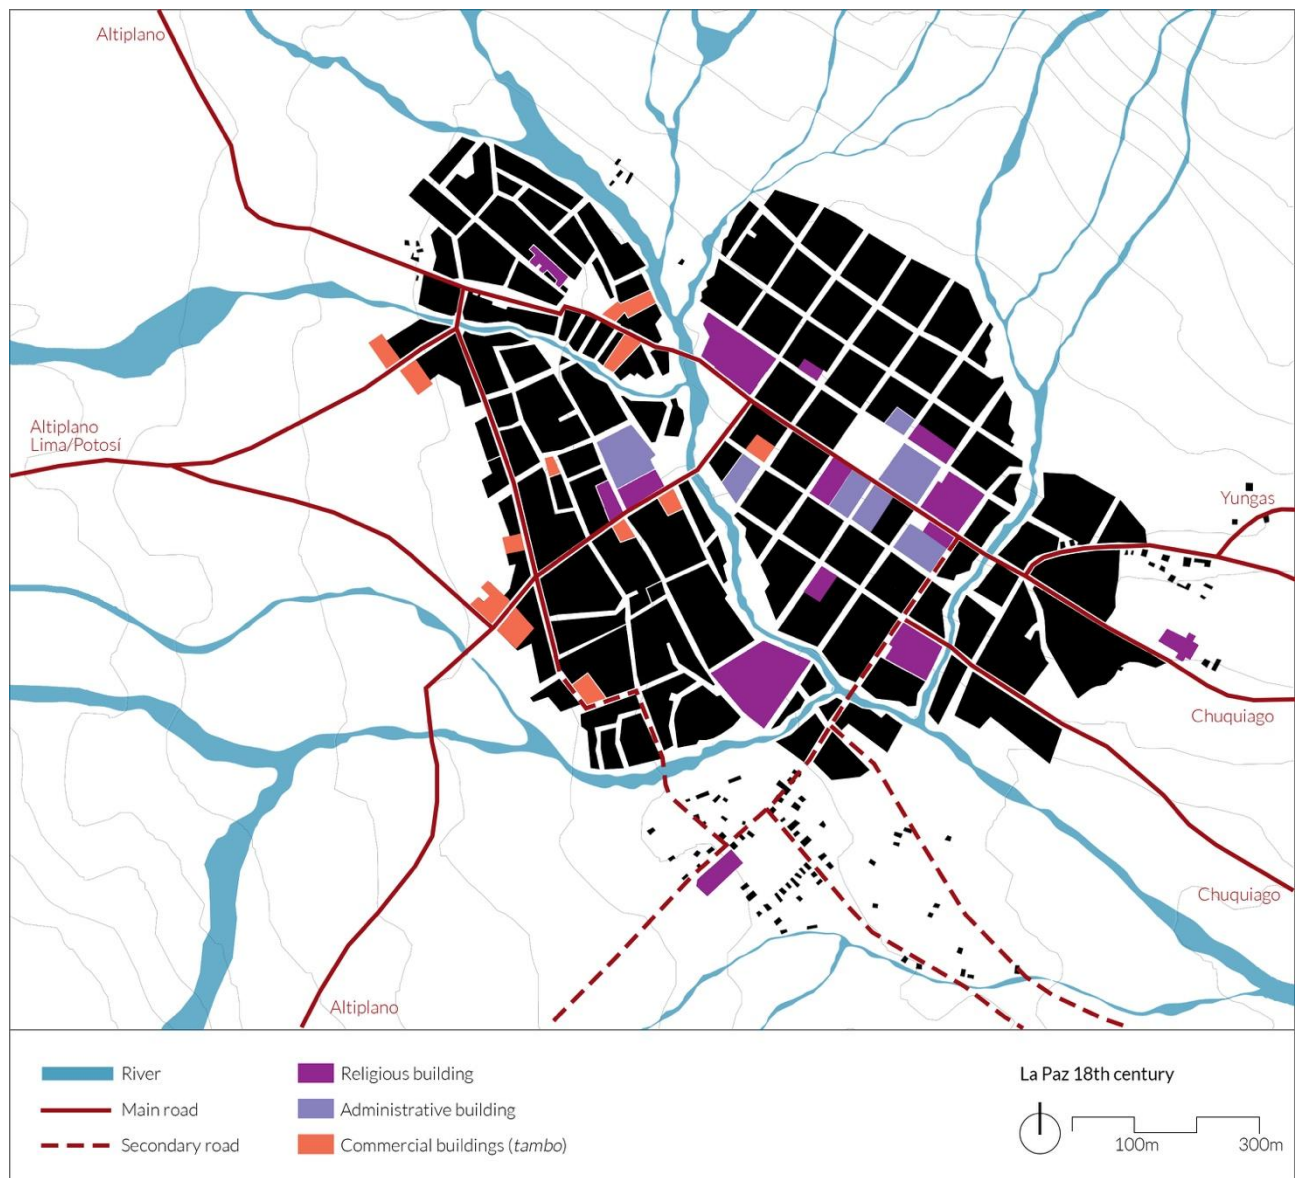 Altiplano
Altiplano
Lima/Potosí
Yungas
Chuquiago
Chuquiago
Altiplano
River
Main road
Secondary road
Religious building
Administrative building
Commercial buildings (tambo)
La Paz 18th century
100m
300m